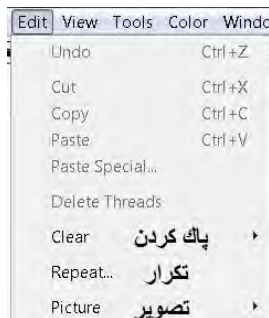 Edit View Tools Color
Undo Ctrl+Z
Cut Ctrl+X
Copy Ctrl+C
Paste Ctrl+V
Paste Special...
Delete Threads
Clear پاك كردن
Repeat... تكرار
Picture تصوير